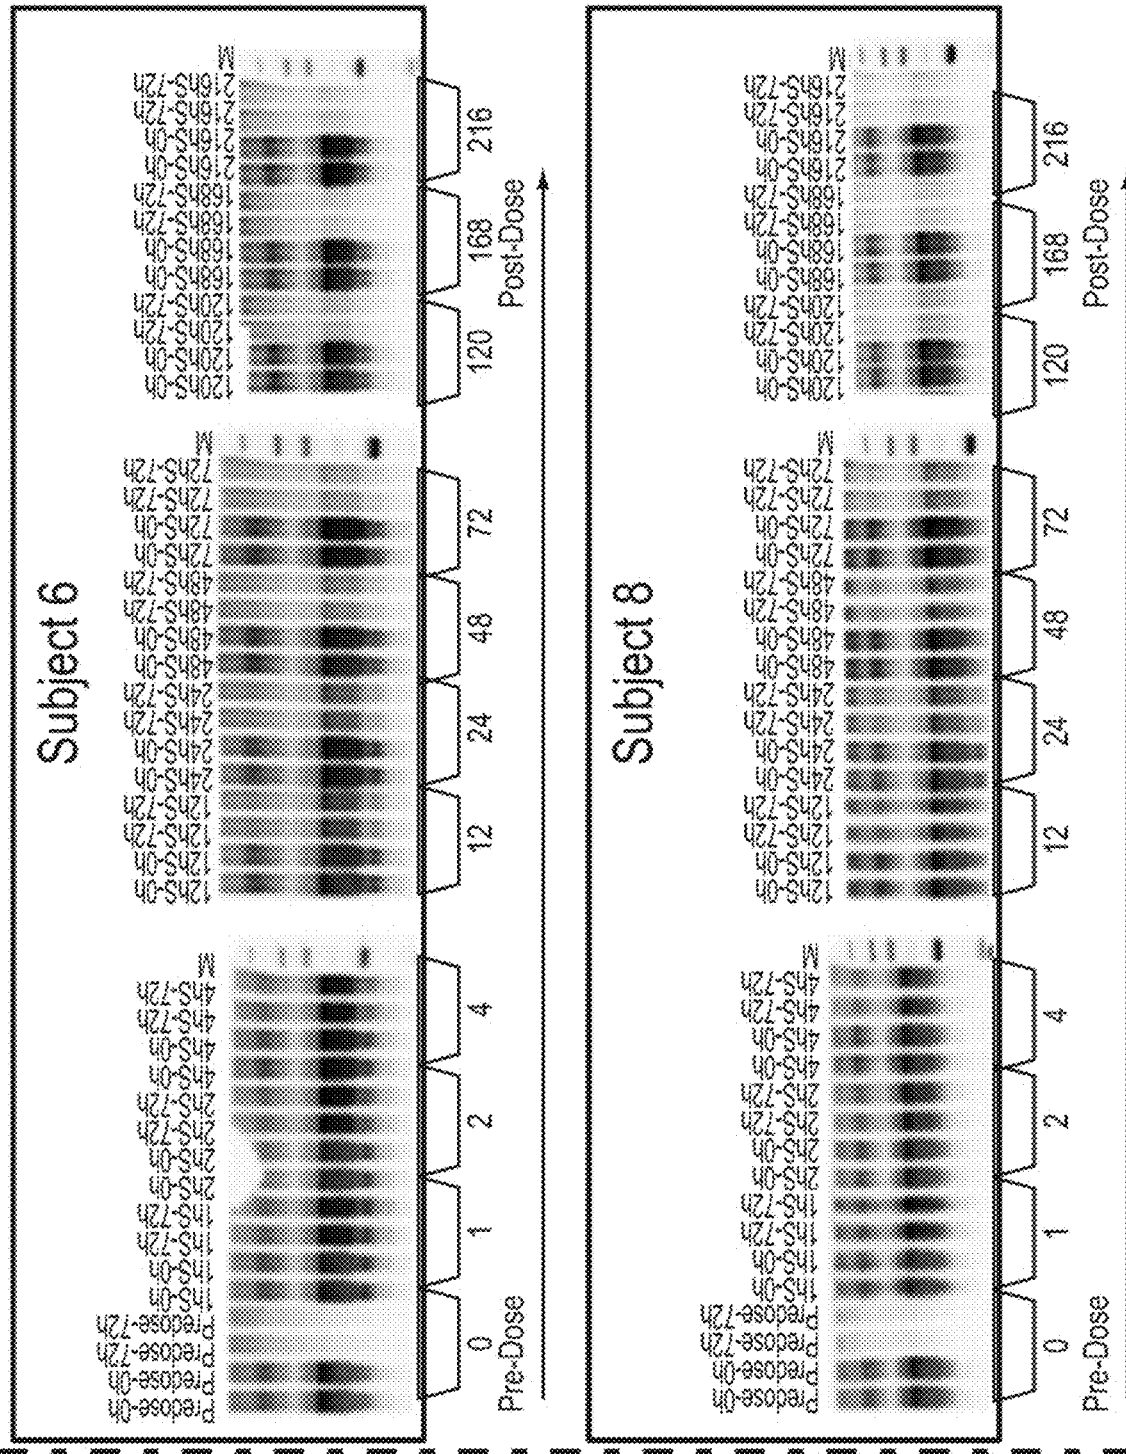 Subject 6
Predose-0h
Predose-0h
Predose-72h
Predose-72h
1hS-0h
1hS-0h
1hS-72h
1hS-72h
2hS-0h
2hS-0h
2hS-72h
2hS-72h
4hS-0h
4hS-0h
4hS-72h
4hS-72h
M
12hS-0h
12hS-0h
12hS-72h
12hS-72h
24hS-0h
24hS-0h
24hS-72h
24hS-72h
48hS-0h
48hS-0h
48hS-72h
48hS-72h
72hS-0h
72hS-0h
72hS-72h
72hS-72h
M
120hS-0h
120hS-0h
120hS-72h
120hS-72h
168hS-0h
168hS-0h
168hS-72h
168hS-72h
216hS-0h
216hS-0h
216hS-72h
216hS-72h
M
0 1 2 4 12 24 48 72 120 168 216
Pre-Dose Post-Dose
Subject 8
Predose-0h
Predose-0h
Predose-72h
Predose-72h
1hS-0h
1hS-0h
1hS-72h
1hS-72h
2hS-0h
2hS-0h
2hS-72h
2hS-72h
4hS-0h
4hS-0h
4hS-72h
4hS-72h
M
12hS-0h
12hS-0h
12hS-72h
12hS-72h
24hS-0h
24hS-0h
24hS-72h
24hS-72h
48hS-0h
48hS-0h
48hS-72h
48hS-72h
72hS-0h
72hS-0h
72hS-72h
72hS-72h
M
120hS-0h
120hS-0h
120hS-72h
120hS-72h
168hS-0h
168hS-0h
168hS-72h
168hS-72h
216hS-0h
216hS-0h
216hS-72h
216hS-72h
M
0 1 2 4 12 24 48 72 120 168 216
Pre-Dose Post-Dose